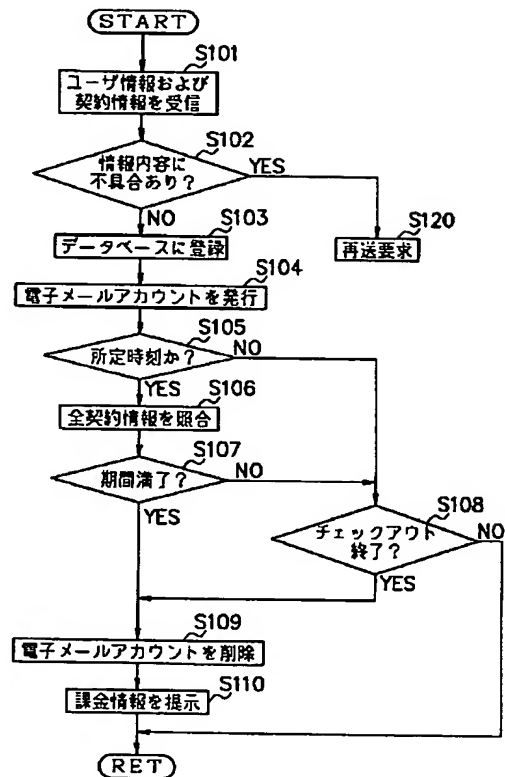 START
S101
ユーザ情報および
契約情報を受信
S102
情報内容に
不具合あり？
YES
NO
S103
S120
データベースに登録
再送要求
S104
電子メールアカウントを発行
S105
所定時刻か？
NO
YES
S106
全契約情報を照合
S107
期間満了？
NO
YES
S108
チェックアウト
終了？
NO
YES
S109
電子メールアカウントを削除
S110
課金情報を提示
RET